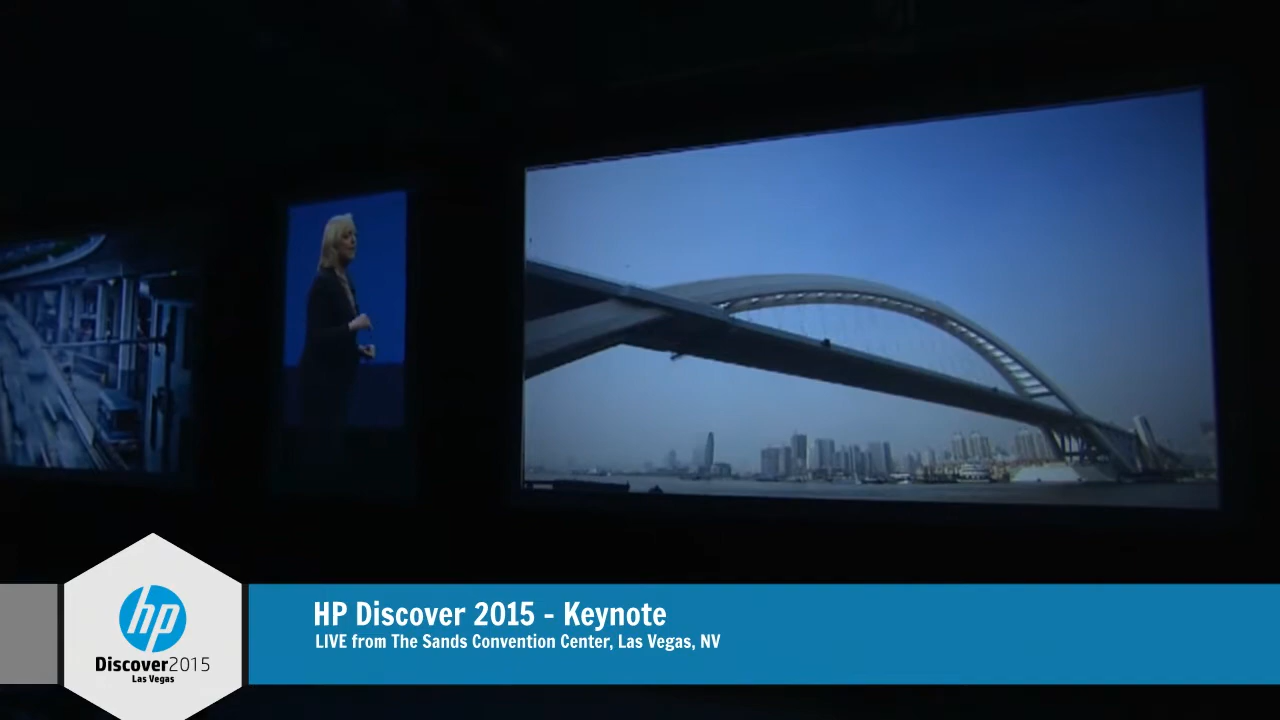 HP Discover 2015 - Keynote
LIVE from The Sands Convention Center, Las Vegas, NV
hp
Discover2015
Las Vegas